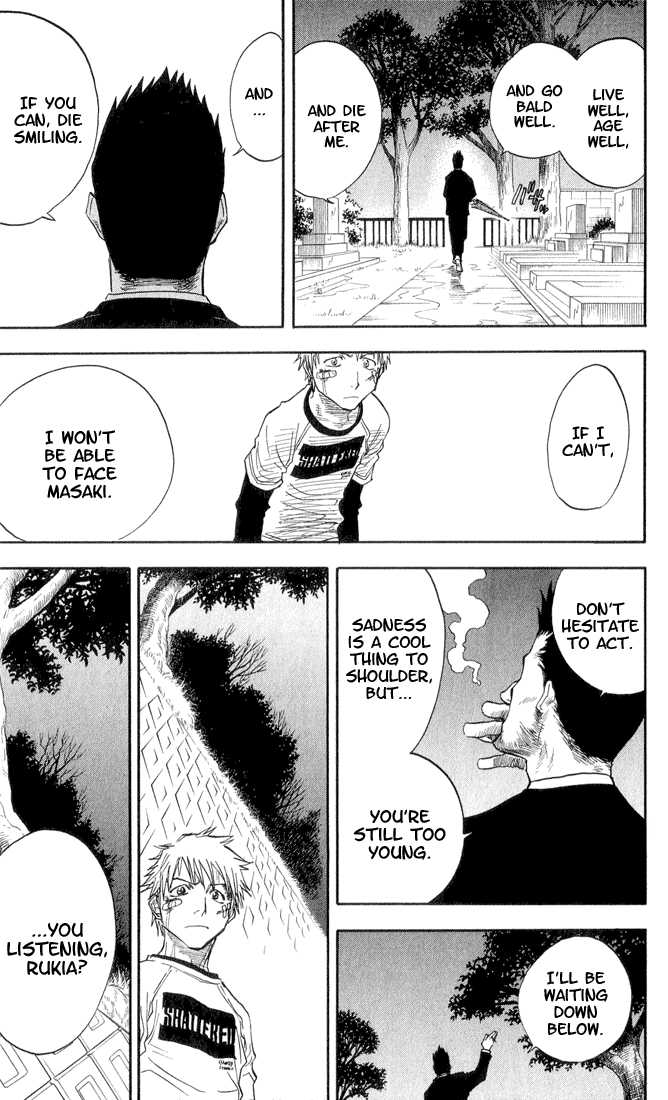 LIVE
WELL,
AGE
WELL,
AND GO
BALD
WELL.
AND DIE
AFTER
ME.
AND
...
IF YOU
CAN, DIE
SMILING.
IF I
CAN'T,
SHATTERED
I WON'T
BE ABLE
TO FACE
MASAKI.
DON'T
HESITATE
TO ACT.
SADNESS
IS A COOL
THING TO
SHOULDER,
BUT...
YOU'RE
STILL TOO
YOUNG.
I'LL BE
WAITING
DOWN
BELOW.
SHATTERED
...YOU
LISTENING,
RUKIA?